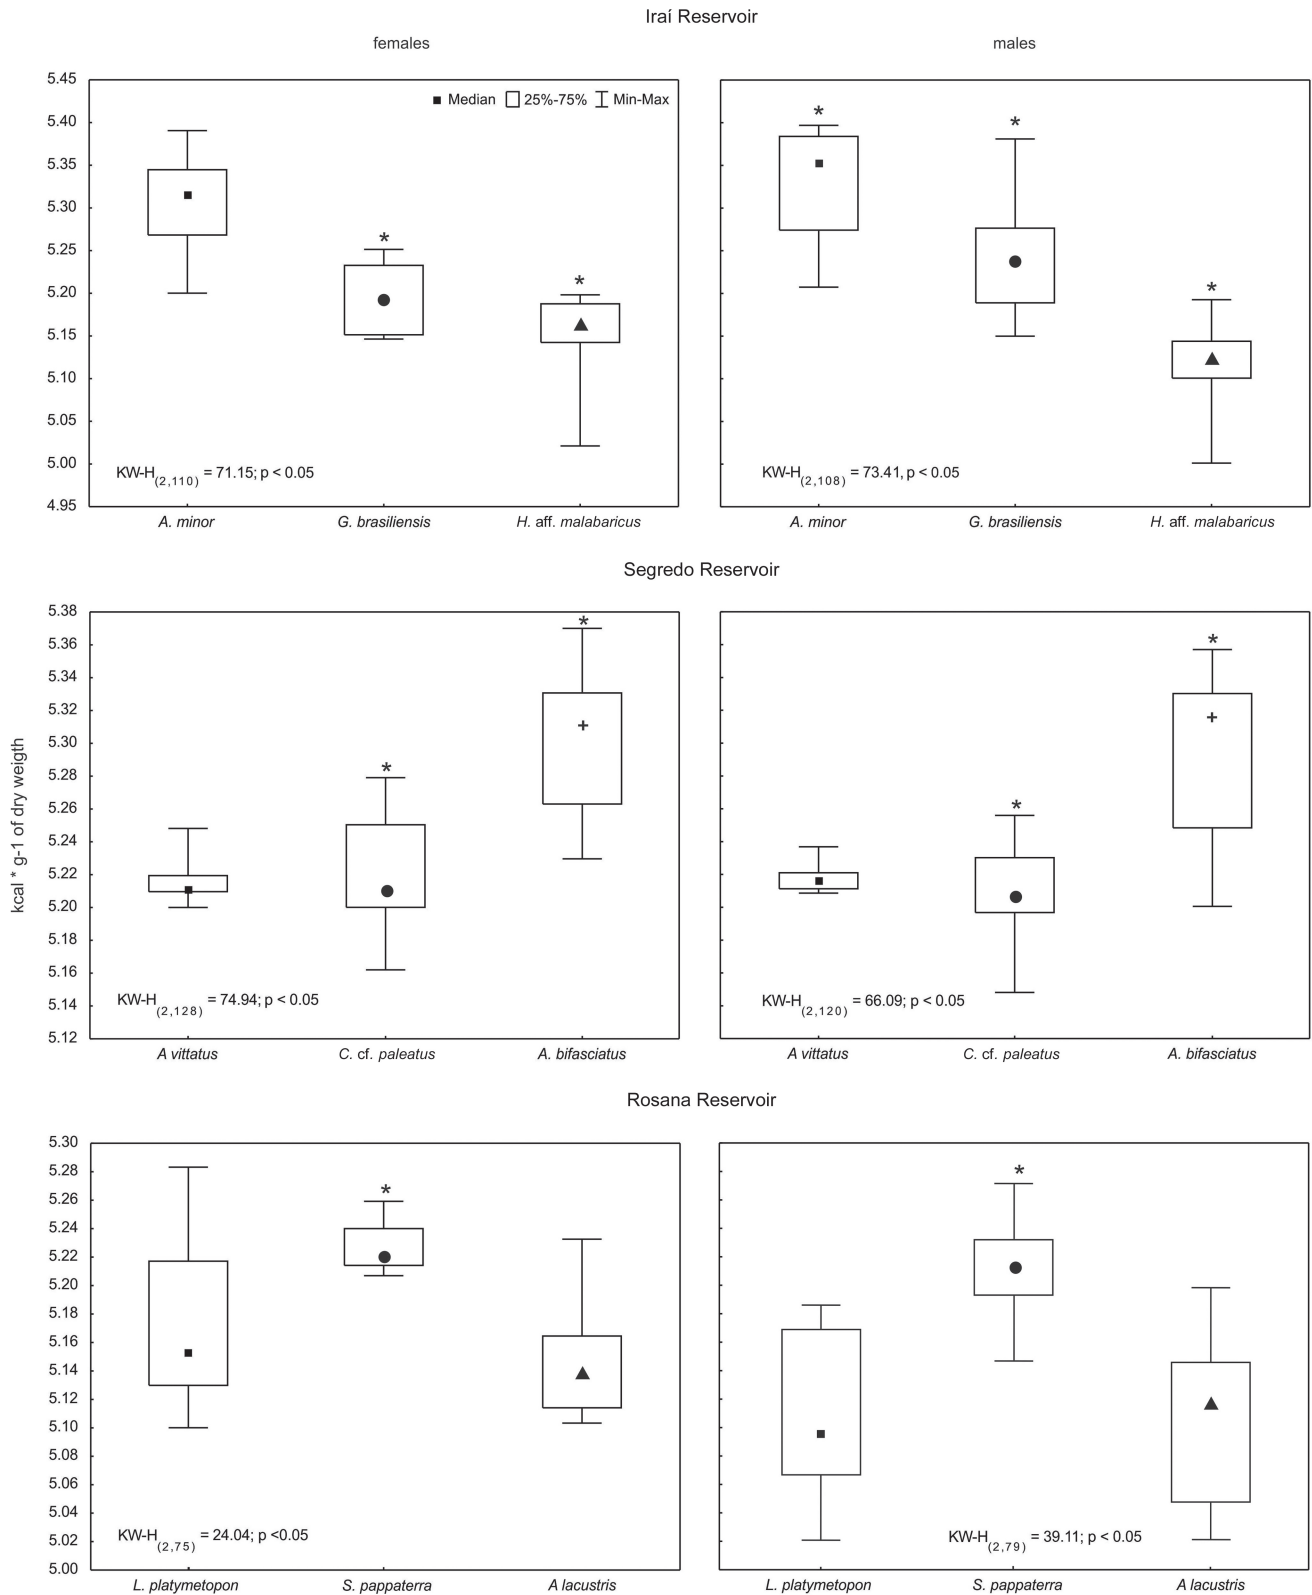 Iraí Reservoir
females
males
5.45
5.40
5.35
5.30
5.25
5.20
5.15
5.10
5.05
5.00
4.95
Median 25%-75% Min-Max
*
*
KW-H(2,110) = 71.15; p < 0.05
A. minor
G. brasiliensis
H. aff. malabaricus
*
*
*
KW-H(2,108) = 73.41, p < 0.05
A. minor
G. brasiliensis
H. aff. malabaricus
Segredo Reservoir
kcal * g-1 of dry weigth
5.38
5.36
5.34
5.32
5.30
5.28
5.26
5.24
5.22
5.20
5.18
5.16
5.14
5.12
*
*
KW-H(2,128) = 74.94; p < 0.05
A vittatus
C. cf. paleatus
A. bifasciatus
*
*
KW-H(2,120) = 66.09; p < 0.05
A vittatus
C. cf. paleatus
A. bifasciatus
Rosana Reservoir
5.30
5.28
5.26
5.24
5.22
5.20
5.18
5.16
5.14
5.12
5.10
5.08
5.06
5.04
5.02
5.00
*
KW-H(2,75) = 24.04; p <0.05
L. platymetopon
S. pappaterra
A lacustris
*
KW-H(2,79) = 39.11; p < 0.05
L. platymetopon
S. pappaterra
A lacustris